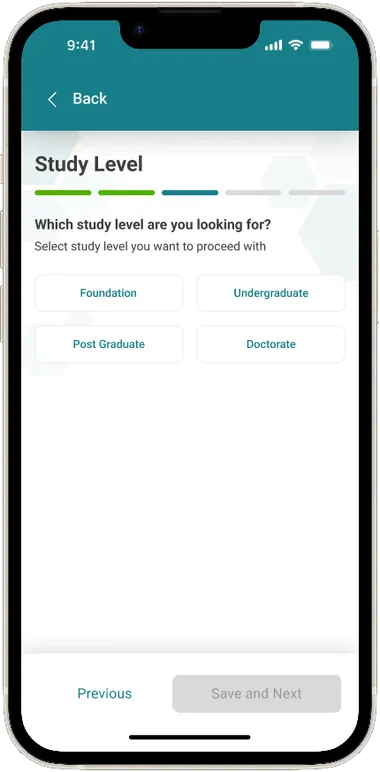 9:41
Back
Study Level
Which study level are you looking for?
Select study level you want to proceed with
Foundation
Undergraduate
Post Graduate
Doctorate
Previous
Save and Next